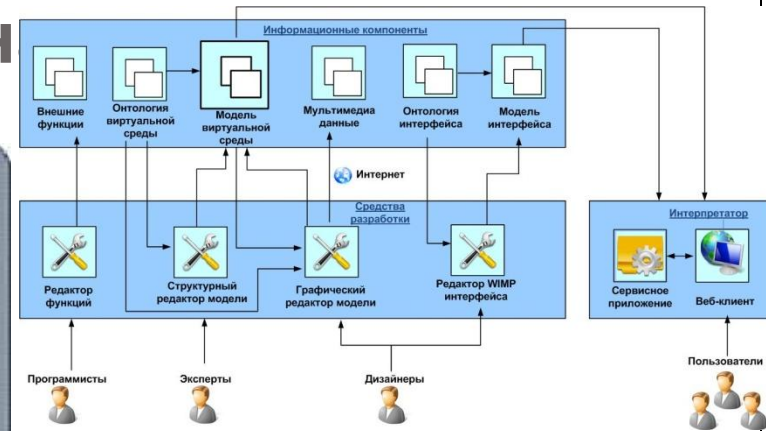 Н
Информационные компоненты
Внешние
функции
Онтология
виртуальной
среды
Модель
виртуальной
среды
Мультимедиа
данные
Онтология
интерфейса
Модель
интерфейса
Интернет
Средства
разработки
Редактор
функций
Структурный
редактор модели
Графический
редактор модели
Редактор WIMP
интерфейса
Интерпретатор
Сервисное
приложение
Веб-клиент
Программисты
Эксперты
Дизайнеры
Пользователи